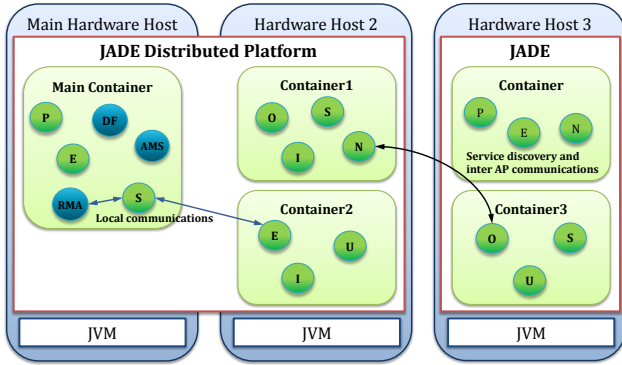 Main Hardware Host
Hardware Host 2
Hardware Host 3
JADE Distributed Platform
JADE
Main Container
P
DF
E
AMS
RMA
S
Local communications
Container1
O
S
I
N
Container2
E
U
I
Container
P
E
N
Service discovery and
inter AP communications
Container3
O
S
U
JVM
JVM
JVM